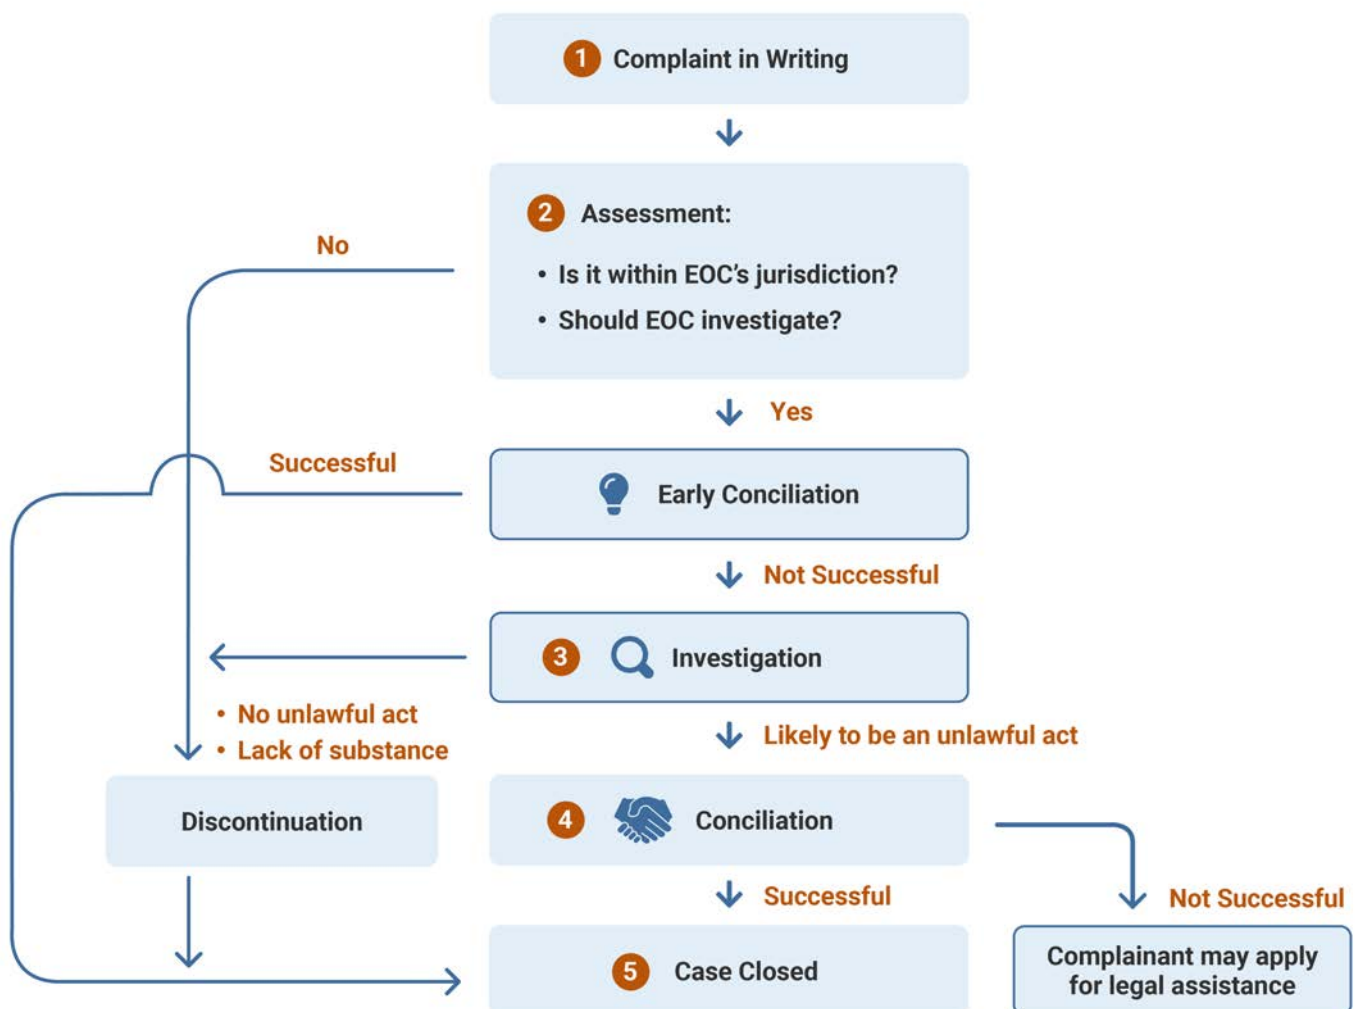 1 Complaint in Writing
2 Assessment:
• Is it within EOC's jurisdiction?
• Should EOC investigate?
No
Yes
Successful
Early Conciliation
Not Successful
3 Investigation
• No unlawful act
• Lack of substance
Likely to be an unlawful act
Discontinuation
4 Conciliation
Successful
Not Successful
5 Case Closed
Complainant may apply
for legal assistance